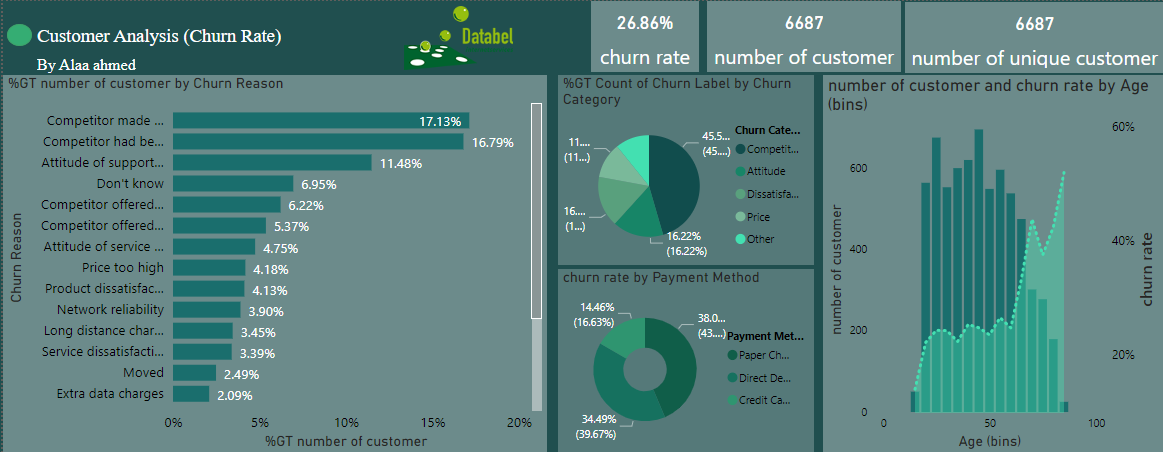 Customer Analysis (Churn Rate)
By Alaa ahmed
Databel
26.86%
churn rate
6687
number of customer
6687
number of unique customer
%GT number of customer by Churn Reason
Churn Reason
Competitor made ... 17.13%
Competitor had be... 16.79%
Attitude of support... 11.48%
Don't know 6.95%
Competitor offered... 6.22%
Competitor offered... 5.37%
Attitude of service ... 4.75%
Price too high 4.18%
Product dissatisfac... 4.13%
Network reliability 3.90%
Long distance char... 3.45%
Service dissatisfacti... 3.39%
Moved 2.49%
Extra data charges 2.09%
0% 5% 10% 15% 20%
%GT number of customer
%GT Count of Churn Label by Churn
Category
45.5...
(45....)
16.22%
(16.22%)
16....
(1...)
11....
(11...)
Churn Cate...
Competit...
Attitude
Dissatisfa...
Price
Other
churn rate by Payment Method
38.0...
(43....)
34.49%
(39.67%)
14.46%
(16.63%)
Payment Met...
Paper Ch...
Direct De...
Credit Ca...
number of customer and churn rate by Age
(bins)
number of customer
600
400
200
0
0 50 100
Age (bins)
60%
40%
20%
churn rate